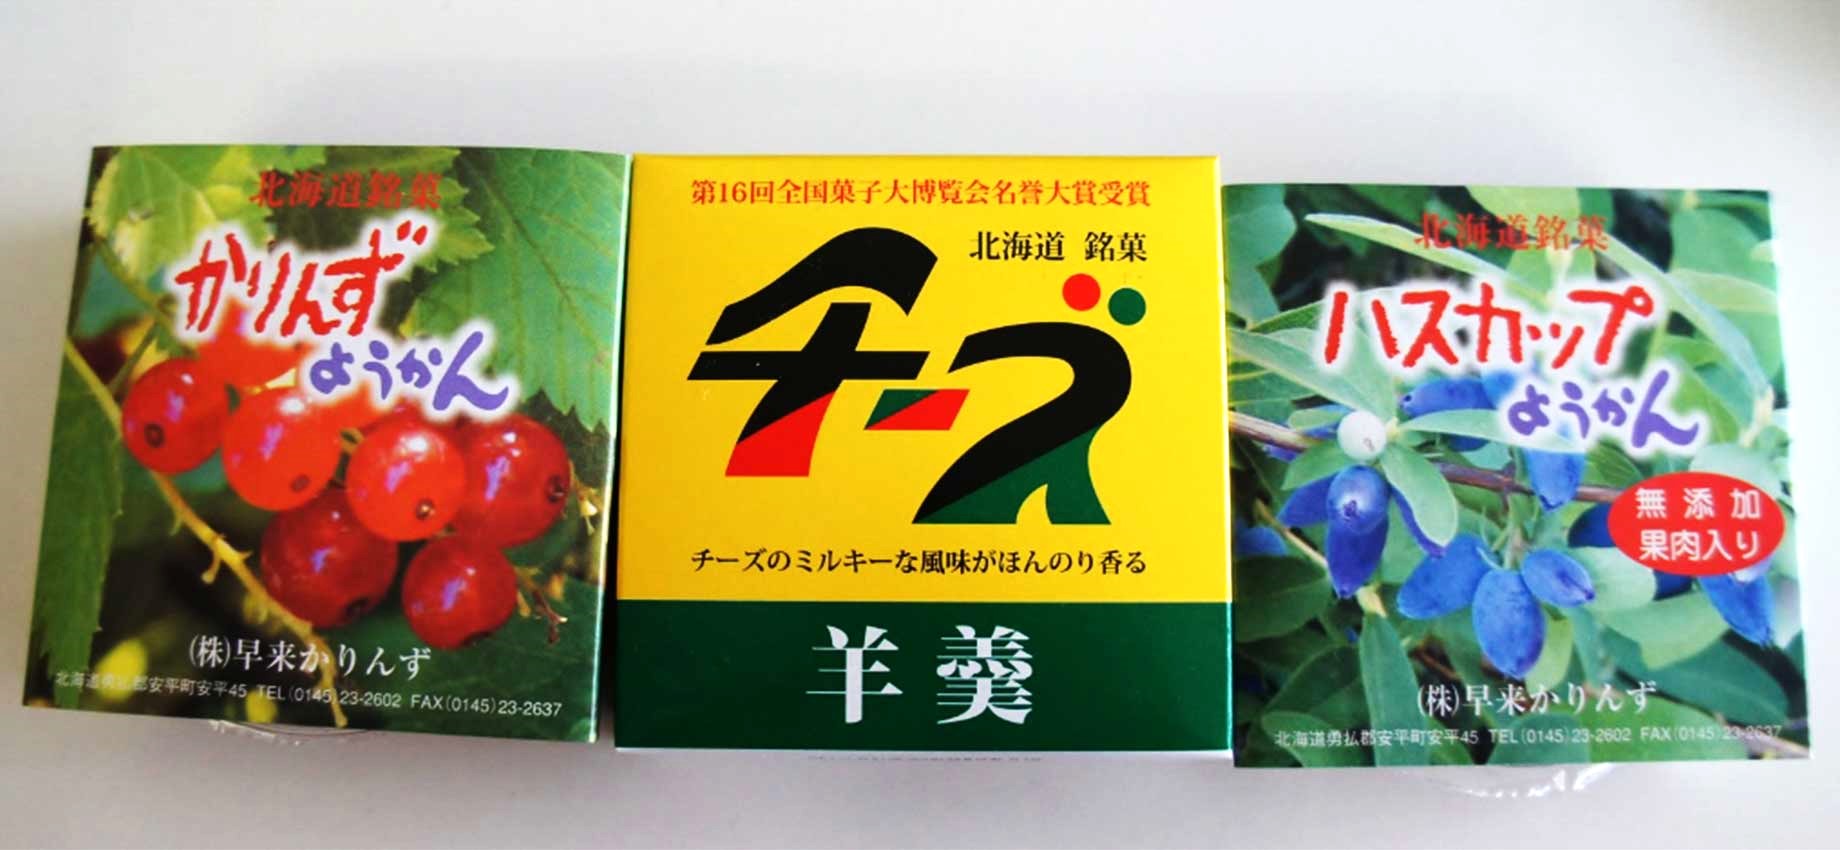 北海道銘菓
かりんず
ようかん
(株)早来かりんず
北海道勇払郡安平町安平45 TEL(0145)23-2602 FAX(0145)23-2637
第16回全国菓子大博覧会名誉大賞受賞
北海道 銘菓
チーズ
チーズのミルキーな風味がほんのり香る
羊羹
北海道銘菓
ハスカップ
ようかん
無添加
果肉入り
(株)早来かりんず
北海道勇払郡安平町安平45 TEL(0145)23-2602 FAX(0145)23-2637